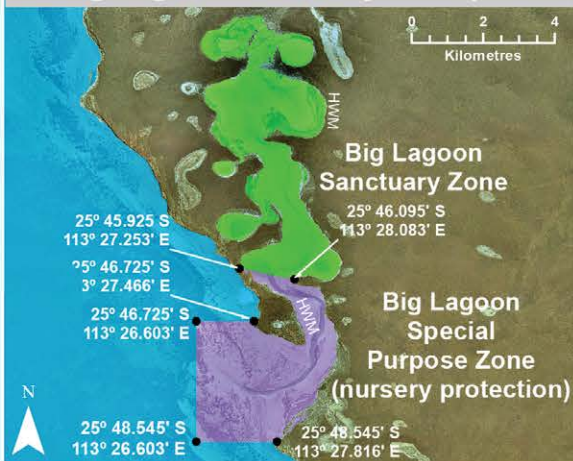 0 2 4
Kilometres
HWM
Big Lagoon
Sanctuary Zone
25º 45.925 S
113º 27.253' E
25º 46.095' S
113º 28.083' E
25º 46.725' S
3º 27.466' E
25º 46.725' S
113º 26.603' E
HWM
Big Lagoon
Special
Purpose Zone
(nursery protection)
N
25º 48.545' S
113º 26.603' E
25º 48.545' S
113º 27.816' E